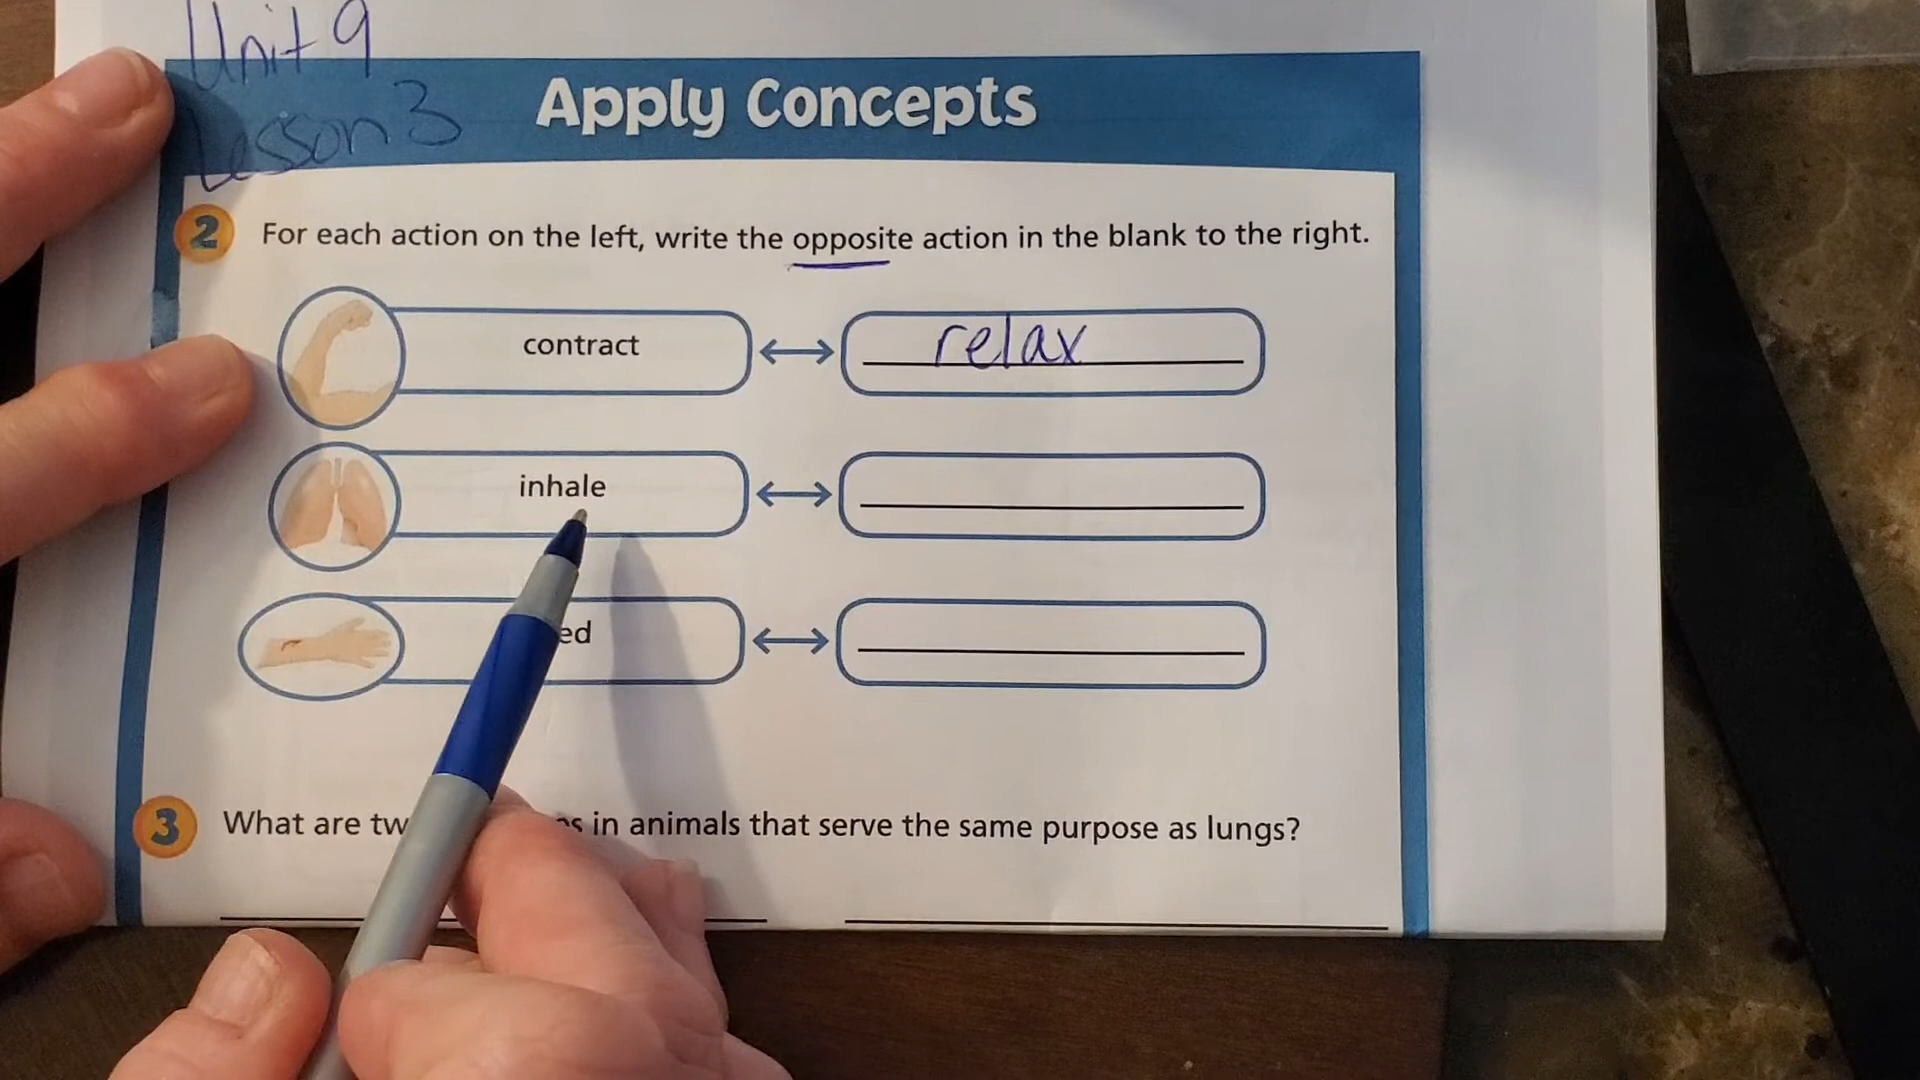 Unit 9
Lesson 3
Apply Concepts
2 For each action on the left, write the opposite action in the blank to the right.
contract relax
inhale
ed
3 What are tw es in animals that serve the same purpose as lungs?